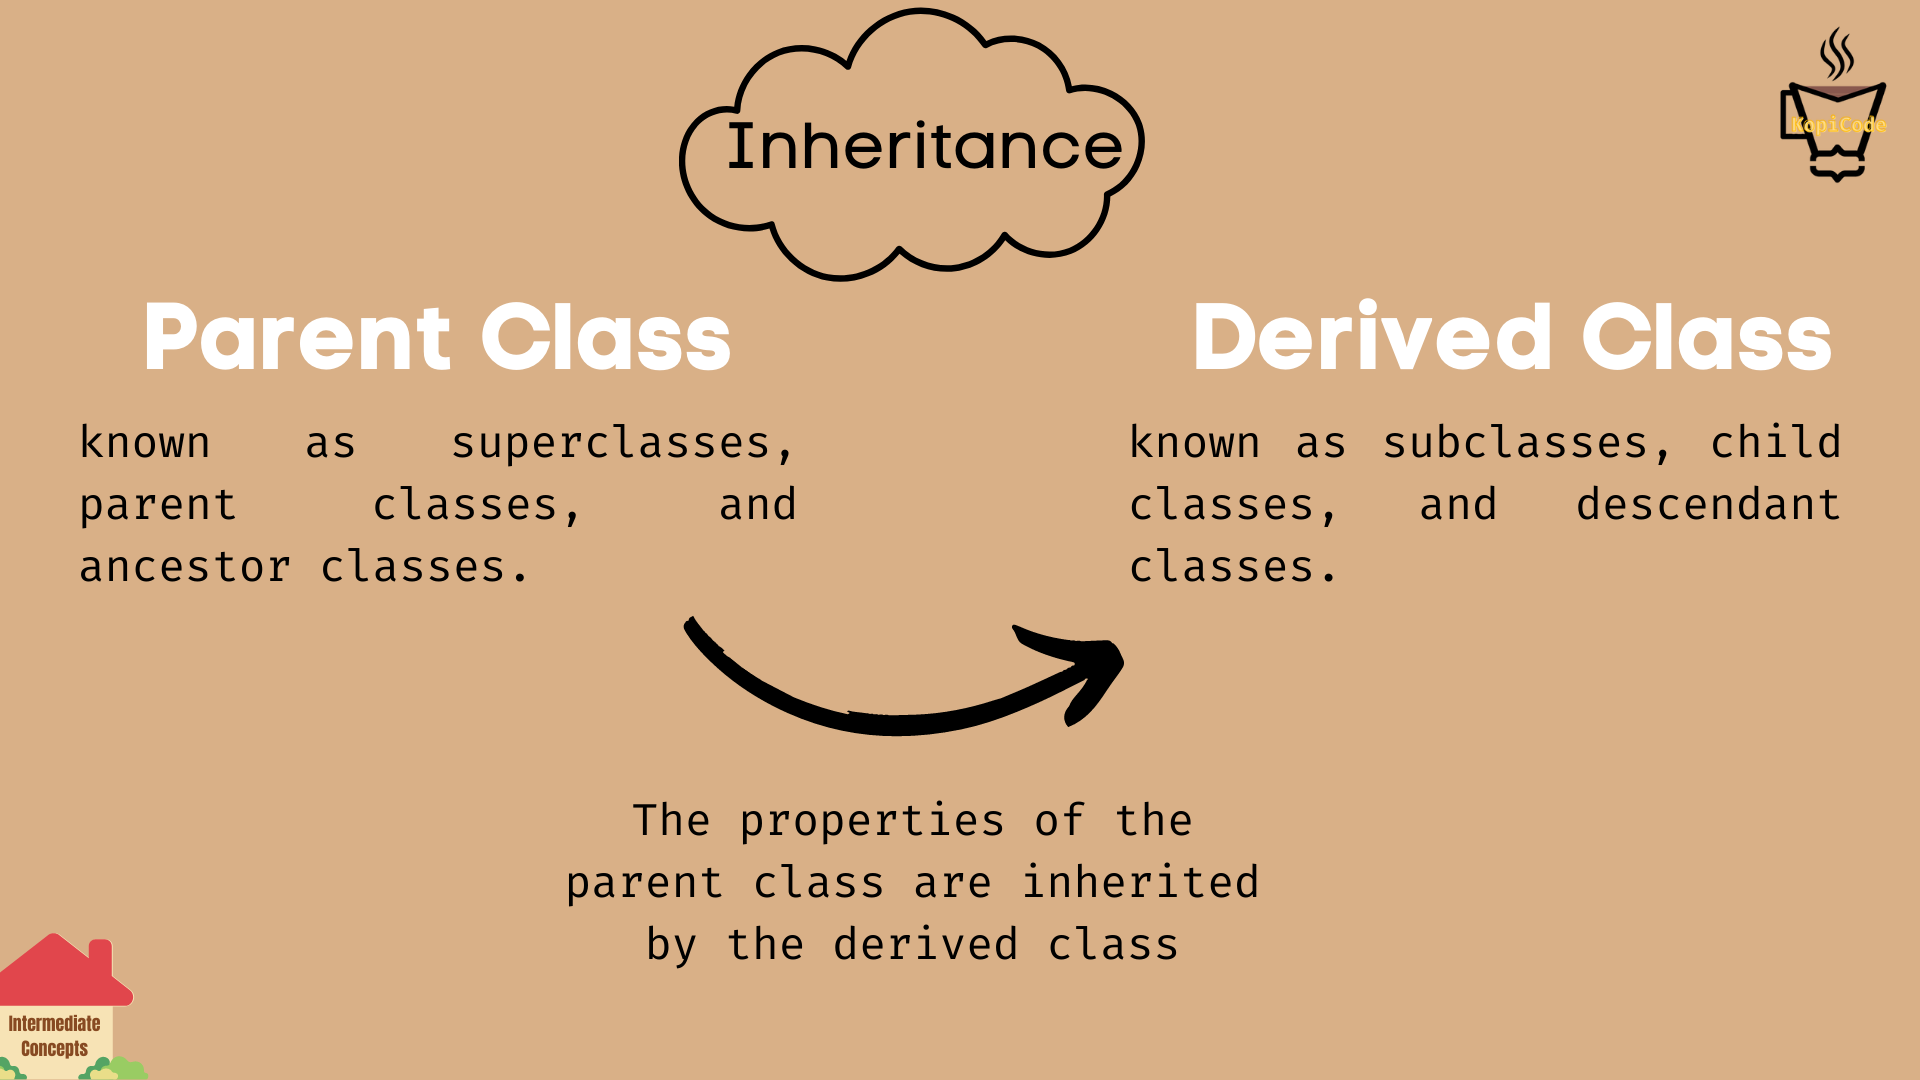 Inheritance
KopiCode
Parent Class
known as superclasses,
parent classes, and
ancestor classes.
Derived Class
known as subclasses, child
classes, and descendant
classes.
The properties of the
parent class are inherited
by the derived class
Intermediate
Concepts